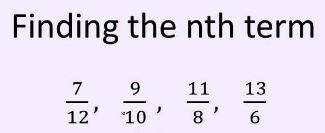 Finding the nth term
7/12, 9/10, 11/8, 13/6